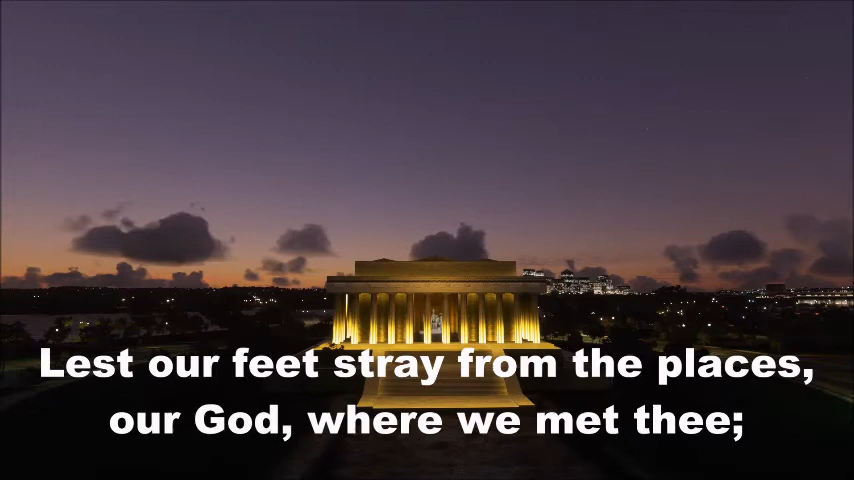 Lest our feet stray from the places,
our God, where we met thee;